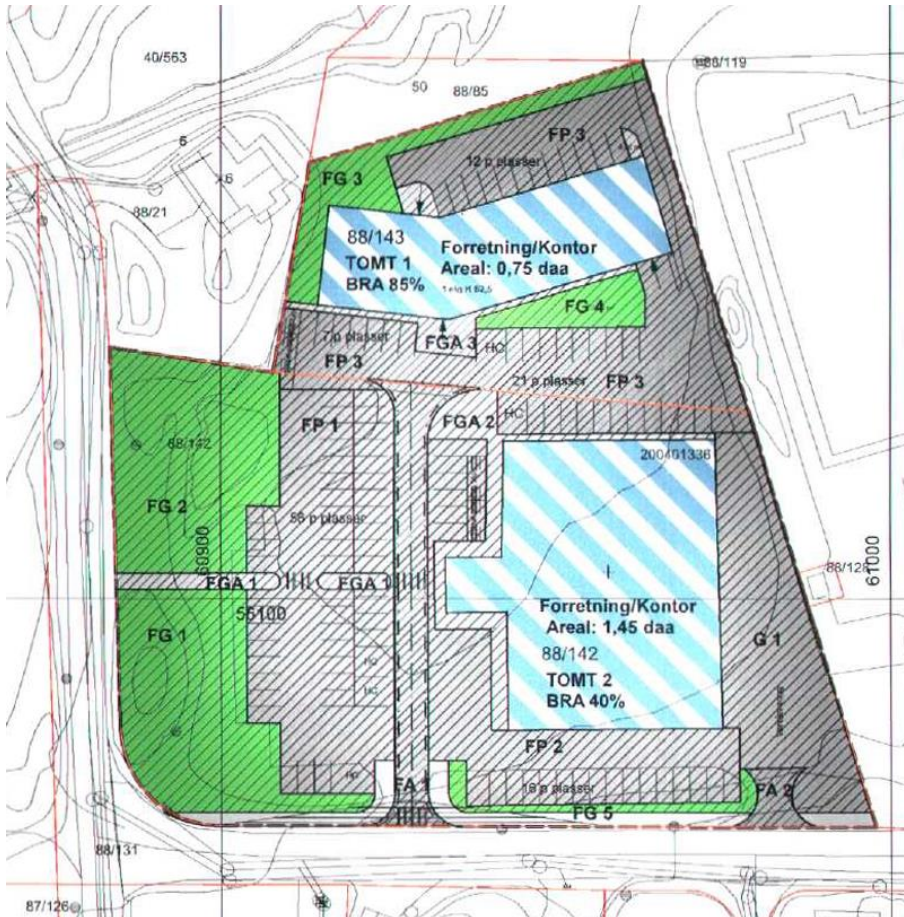 40/563
88/119
50
88/85
5
FP 3
12 p plasser
FG 3
6
88/21
88/143
TOMT 1
BRA 85%
Forretning/Kontor
Areal: 0,75 daa
FG 4
7 p plasser
FGA 3
HC
FP 3
21 p plasser
FP 3
HC
FP 1
FGA 2
88/142
200401336
FG 2
56 p plasser
60900
61000
88/128
FGA 1
FGA 1
55100
Forretning/Kontor
Areal: 1,45 daa
88/142
TOMT 2
BRA 40%
FG 1
G 1
HC
HC
FP 2
HC
FA 1
16 p plasser
FA 2
FG 5
88/131
87/126